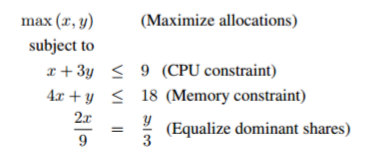 max (x, y) (Maximize allocations)
subject to
x + 3y ≤ 9 (CPU constraint)
4x + y ≤ 18 (Memory constraint)
2x/9 = y/3 (Equalize dominant shares)